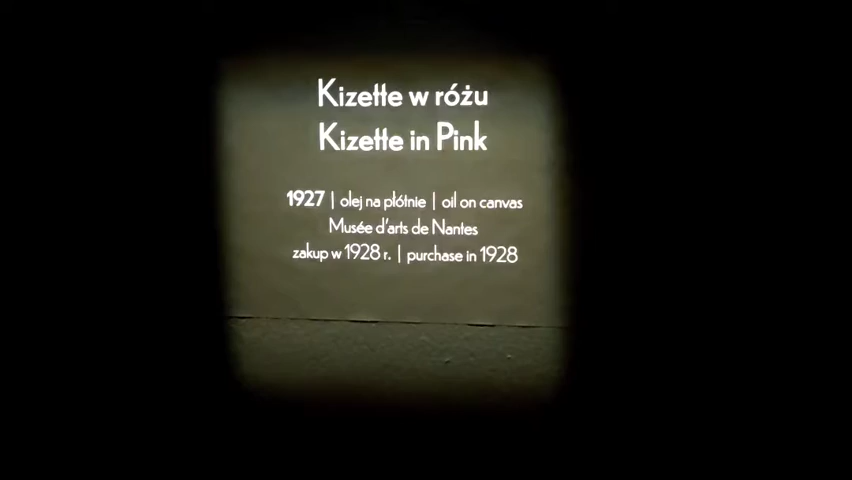 Kizette w różu
Kizette in Pink
1927 | olej na płótnie | oil on canvas
Musée d'arts de Nantes
zakup w 1928 r. | purchase in 1928